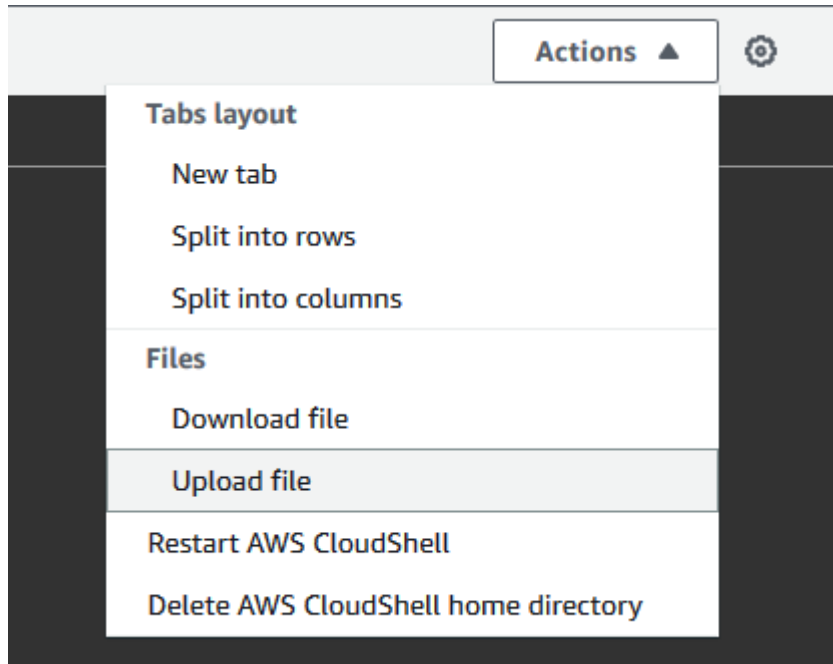 Actions
Tabs layout
New tab
Split into rows
Split into columns
Files
Download file
Upload file
Restart AWS CloudShell
Delete AWS CloudShell home directory